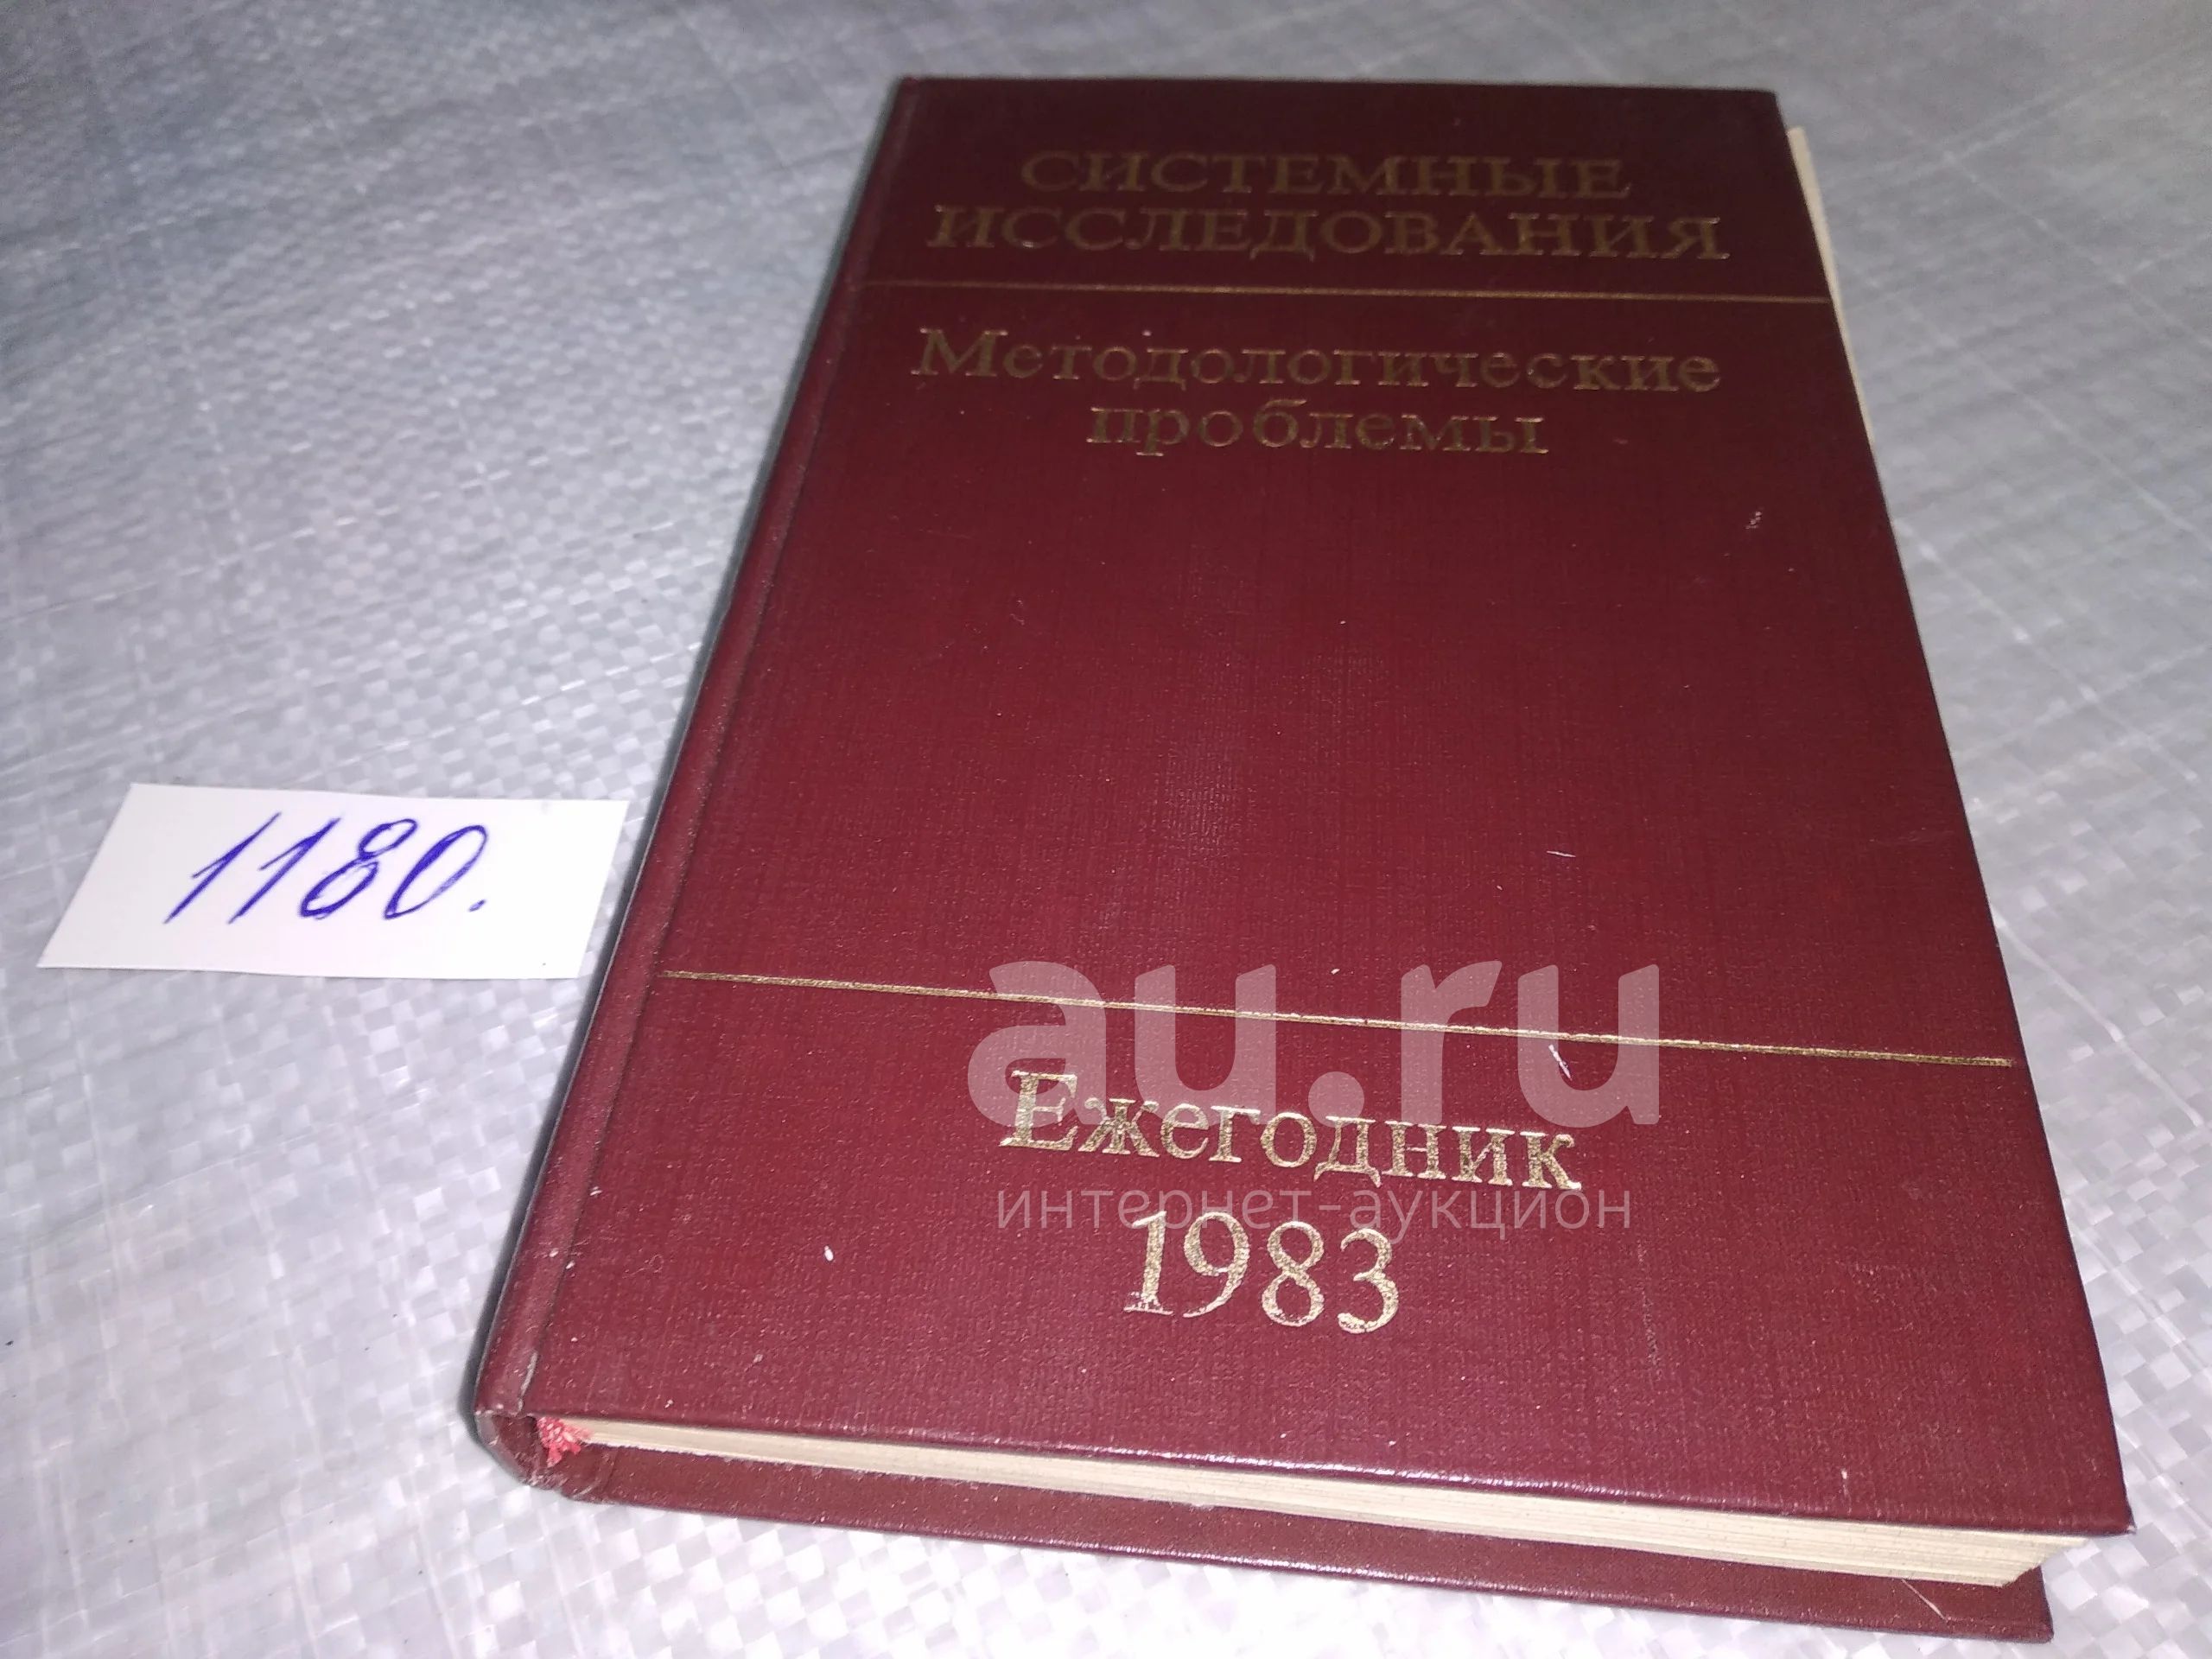 СИСТЕМНЫЕ
ИССЛЕДОВАНИЯ
Методологические
проблемы
1180.
au.ru
Ежегодник
интернет-аукцион
1983